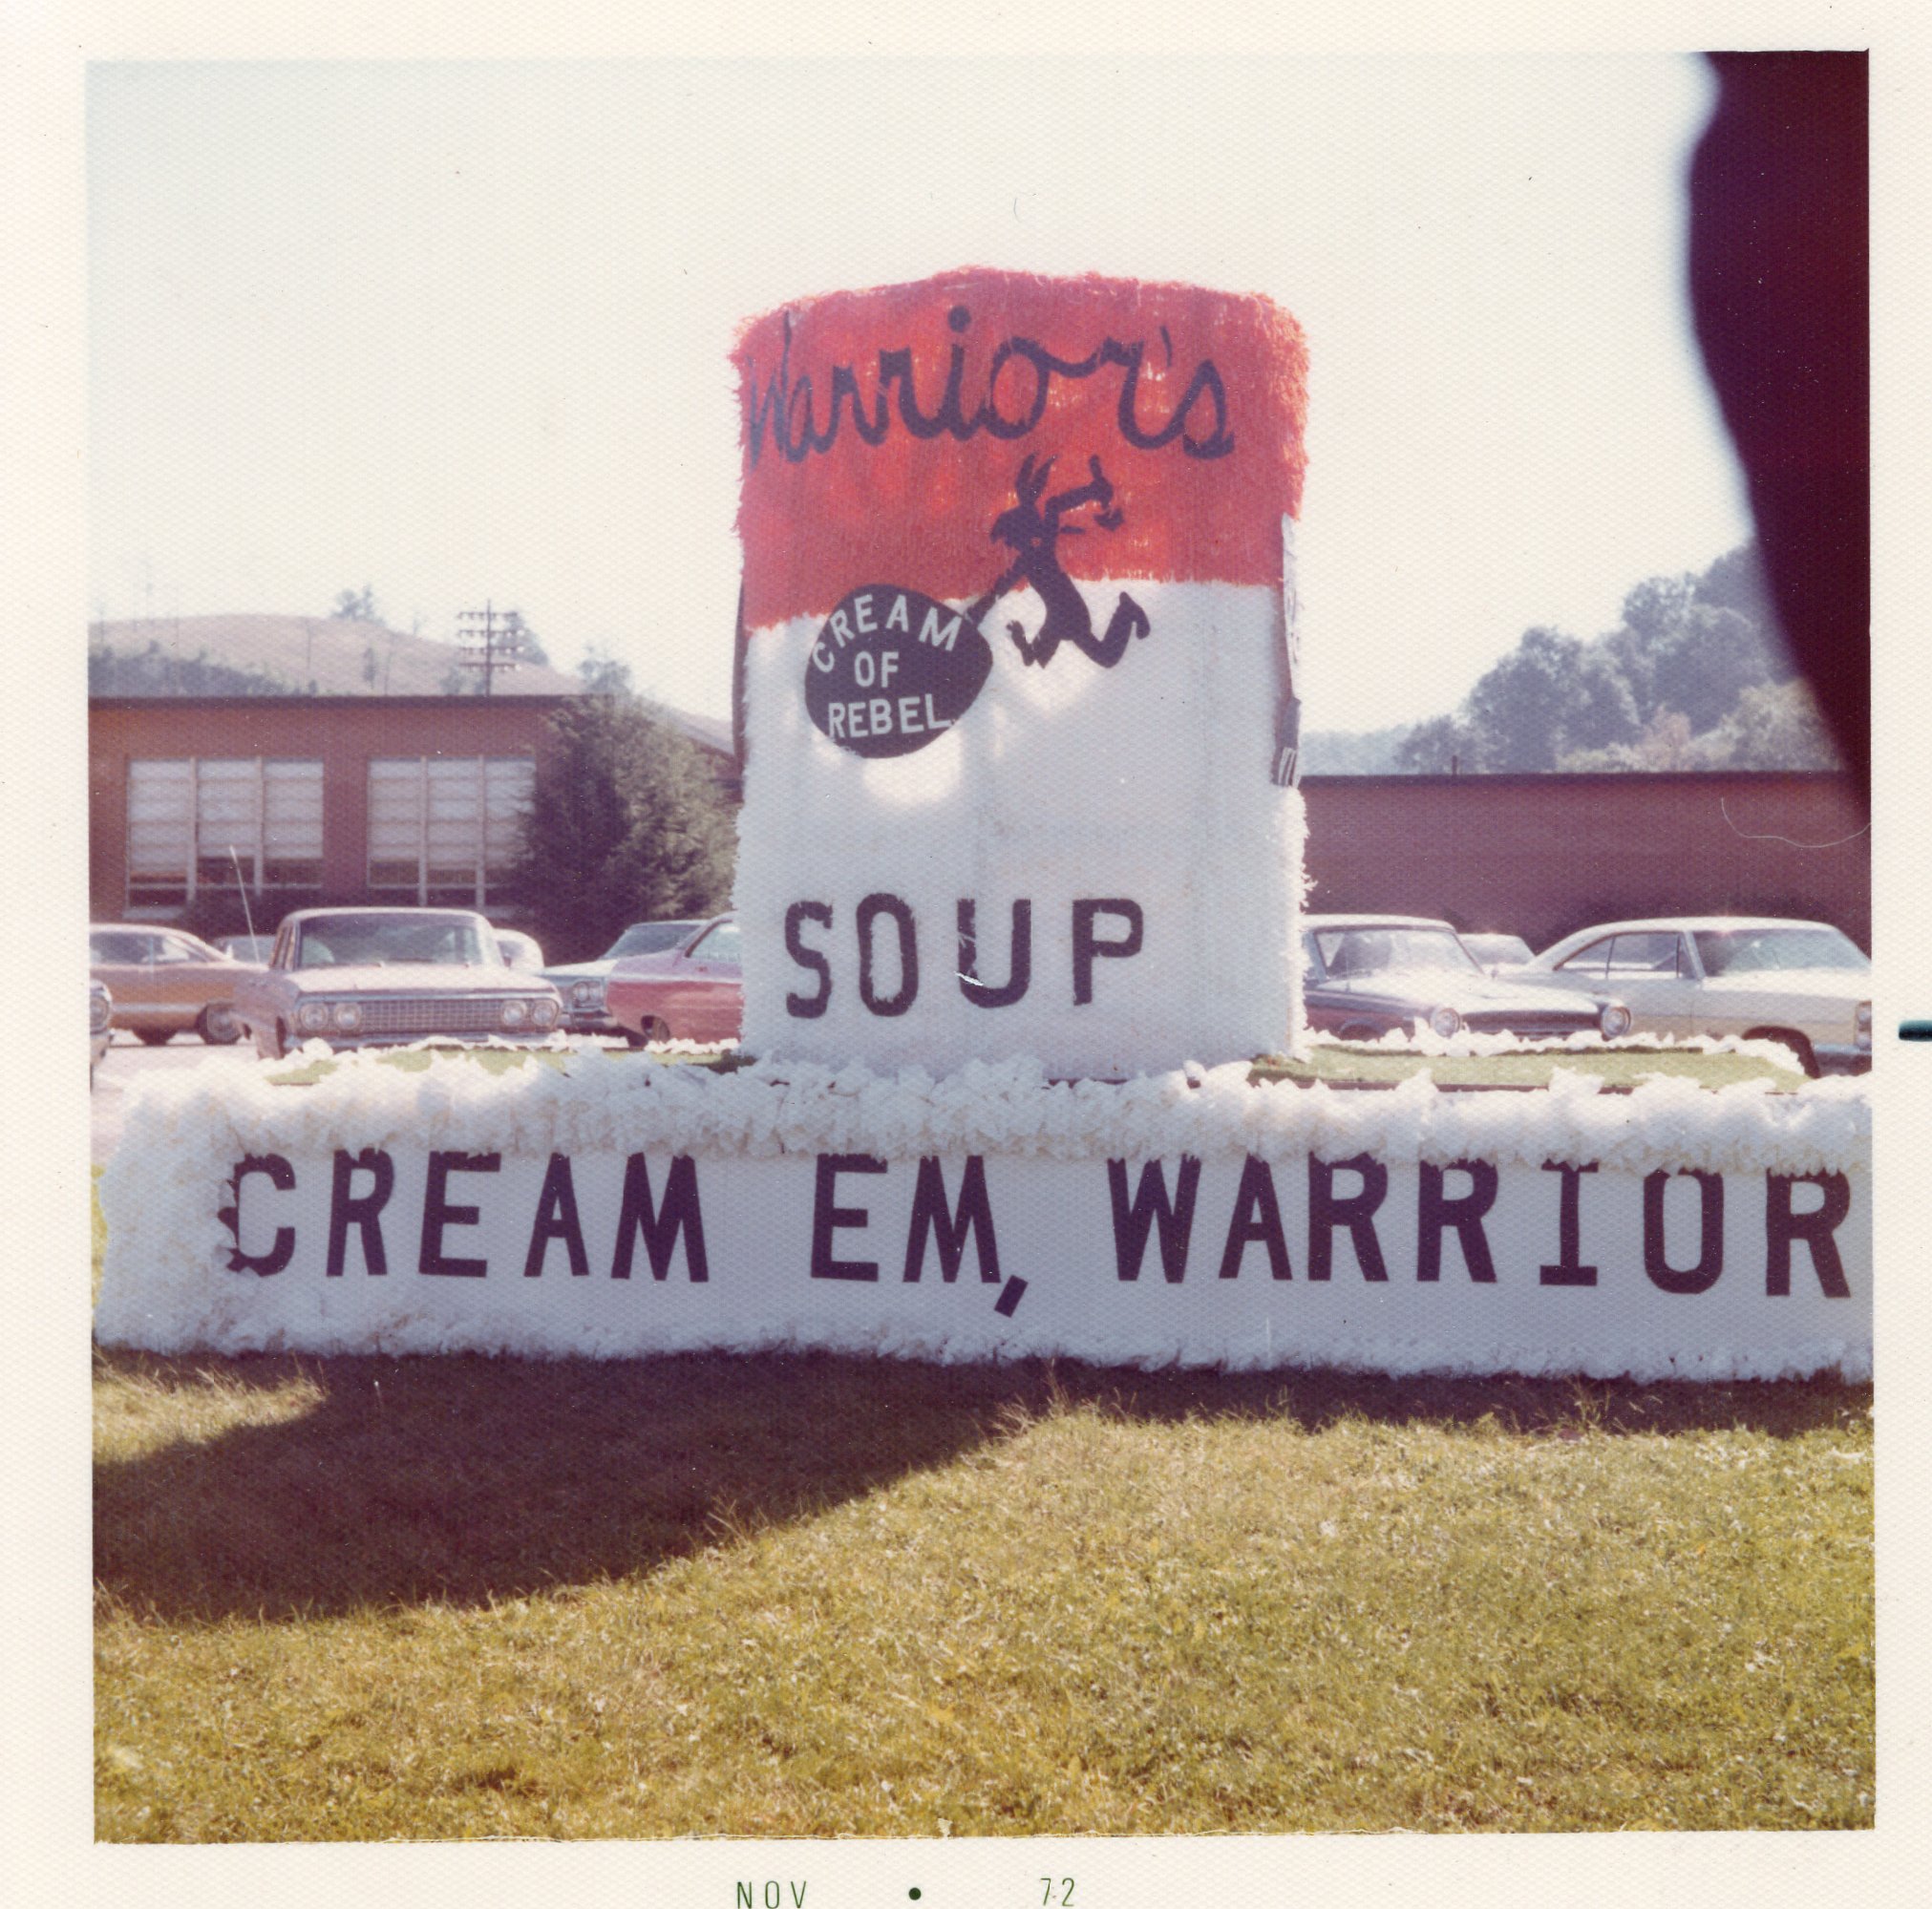 Warrior's
CREAM
OF
REBEL
SOUP
CREAM EM, WARRIOR
NOV • 72